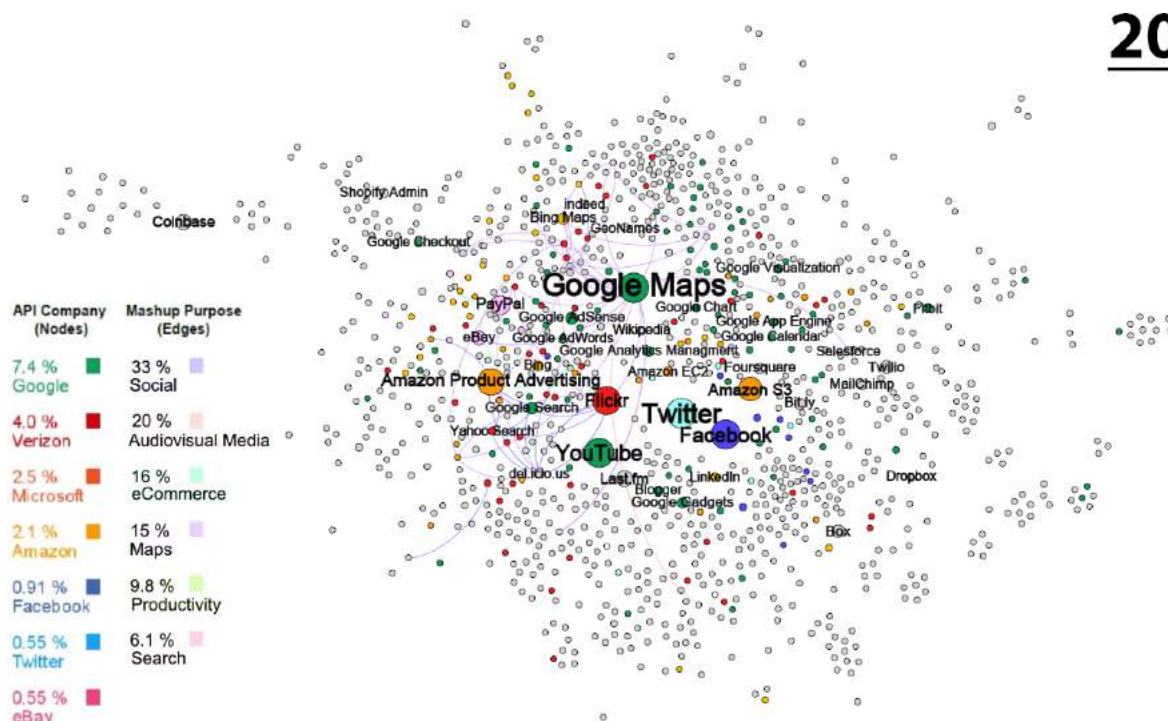 20
Shopify Admin
Coinbase
indeed
Bing Maps
GeoNames
Google Checkout
Google Visualization
Google Maps
PayPal
Google Chart
Fitbit
Google AdSense
Wikipedia
Google App Engine
eBay
Google AdWords
Google Calendar
Google Analytics Managment
Salesforce
Bing
Amazon EC2
Foursquare
Twilio
Amazon Product Advertising
Amazon S3
MailChimp
Flickr
Bit.ly
Google Search
Twitter
Yahoo Search
Facebook
YouTube
del.icio.us
Last.fm
LinkedIn
Dropbox
Blogger
Google Gadgets
Box
API Company
(Nodes)
7.4 %
Google
4.0 %
Verizon
2.5 %
Microsoft
2.1 %
Amazon
0.91 %
Facebook
0.55 %
Twitter
0.55 %
eBay
Mashup Purpose
(Edges)
33 %
Social
20 %
Audiovisual Media
16 %
eCommerce
15 %
Maps
9.8 %
Productivity
6.1 %
Search